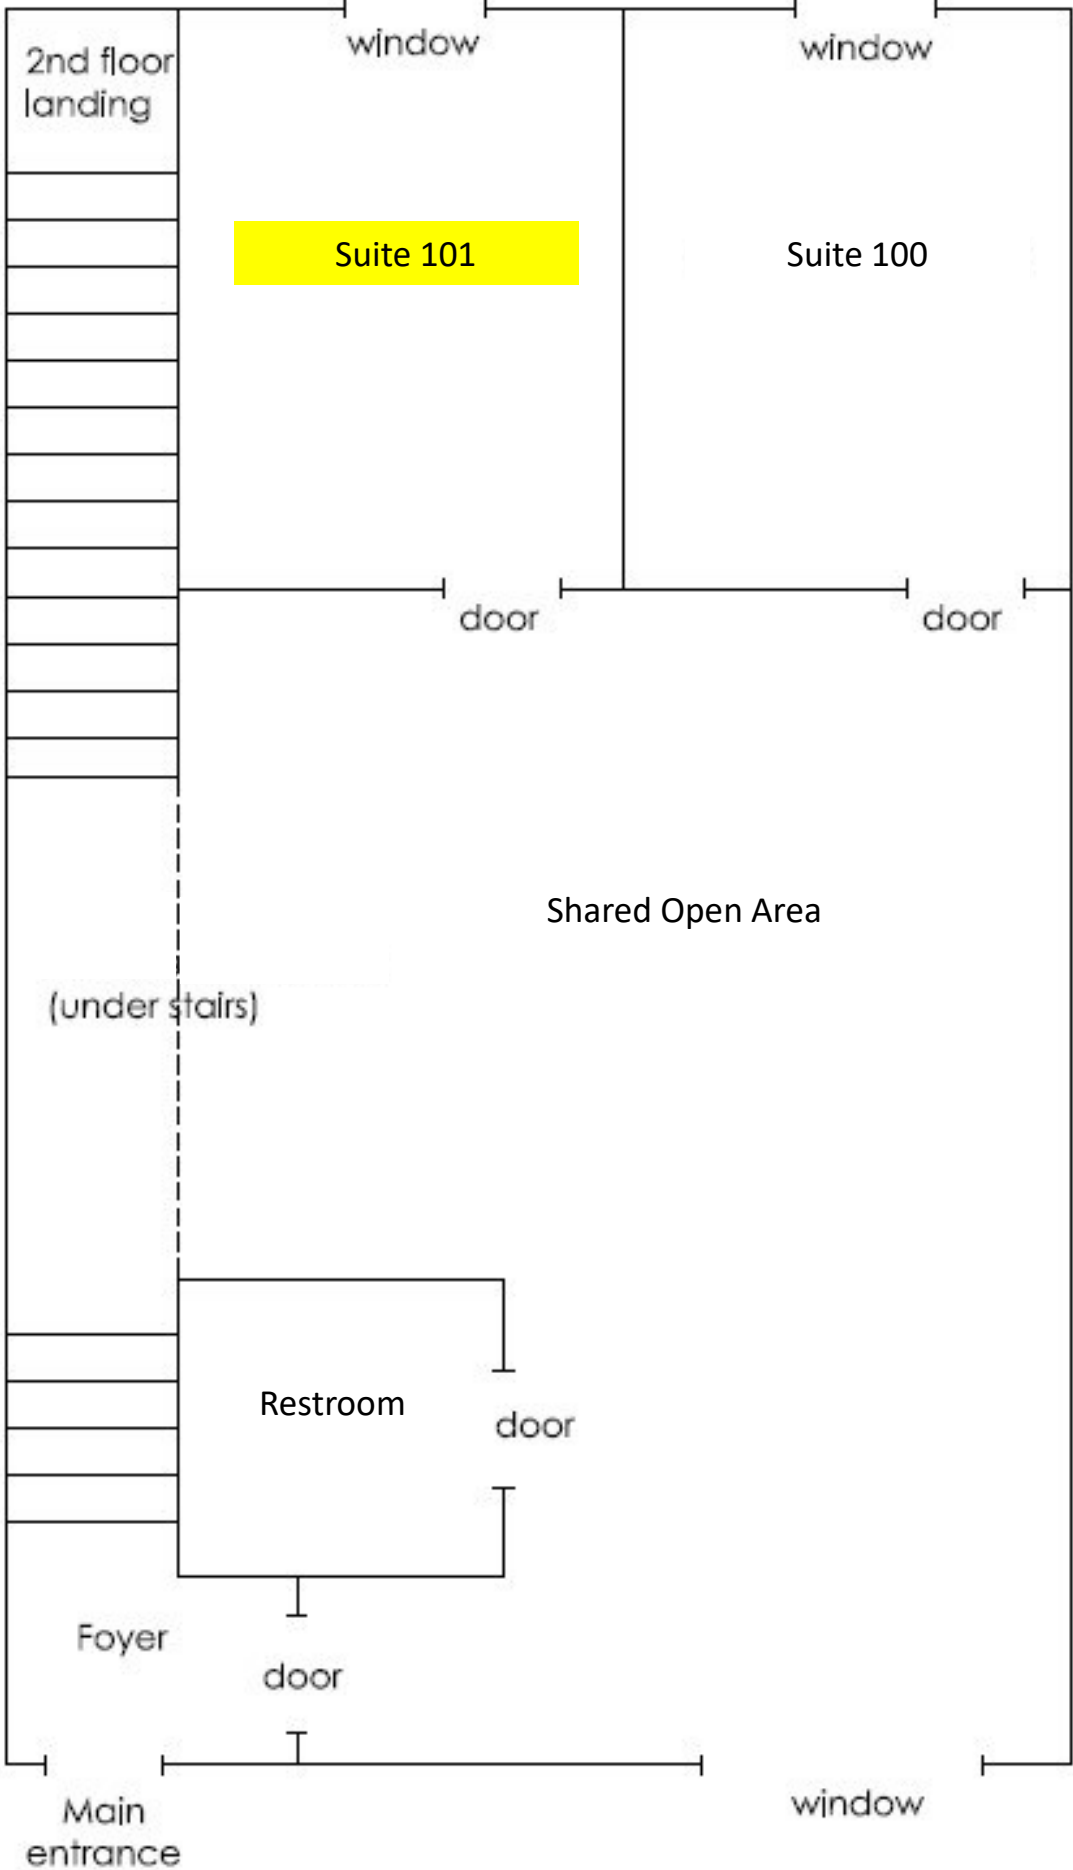 window
window
2nd floor
landing
Suite 101
Suite 100
door
door
Shared Open Area
(under stairs)
Restroom
door
Foyer
door
Main
entrance
window